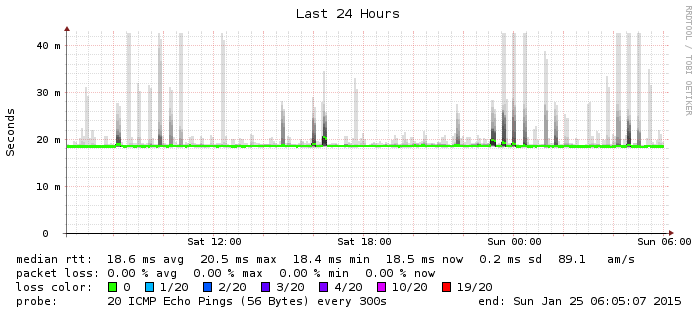 Last 24 Hours
RRDTOOL / TOBI OETIKER
Seconds
40 m
30 m
20 m
10 m
0
Sat 12:00 Sat 18:00 Sun 00:00 Sun 06:00
median rtt: 18.6 ms avg 20.5 ms max 18.4 ms min 18.5 ms now 0.2 ms sd 89.1 am/s
packet loss: 0.00 % avg 0.00 % max 0.00 % min 0.00 % now
loss color: 0 1/20 2/20 3/20 4/20 10/20 19/20
probe: 20 ICMP Echo Pings (56 Bytes) every 300s end: Sun Jan 25 06:05:07 2015